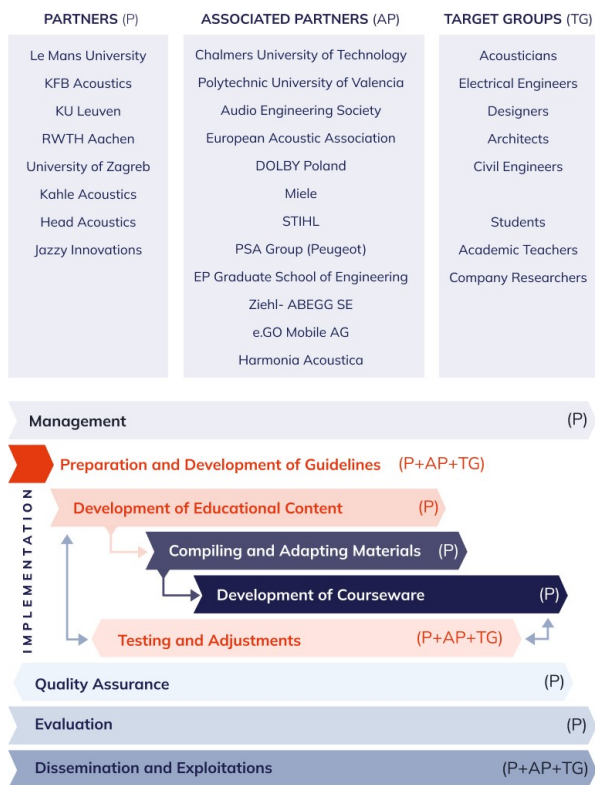 PARTNERS (P)
Le Mans University
KFB Acoustics
KU Leuven
RWTH Aachen
University of Zagreb
Kahle Acoustics
Head Acoustics
Jazzy Innovations
ASSOCIATED PARTNERS (AP)
Chalmers University of Technology
Polytechnic University of Valencia
Audio Engineering Society
European Acoustic Association
DOLBY Poland
Miele
STIHL
PSA Group (Peugeot)
EP Graduate School of Engineering
Ziehl- ABEGG SE
e.GO Mobile AG
Harmonia Acoustica
TARGET GROUPS (TG)
Acousticians
Electrical Engineers
Designers
Architects
Civil Engineers
Students
Academic Teachers
Company Researchers
Management (P)
Preparation and Development of Guidelines (P+AP+TG)
IMPLEMENTATION
Development of Educational Content (P)
Compiling and Adapting Materials (P)
Development of Courseware (P)
Testing and Adjustments (P+AP+TG)
Quality Assurance (P)
Evaluation (P)
Dissemination and Exploitations (P+AP+TG)